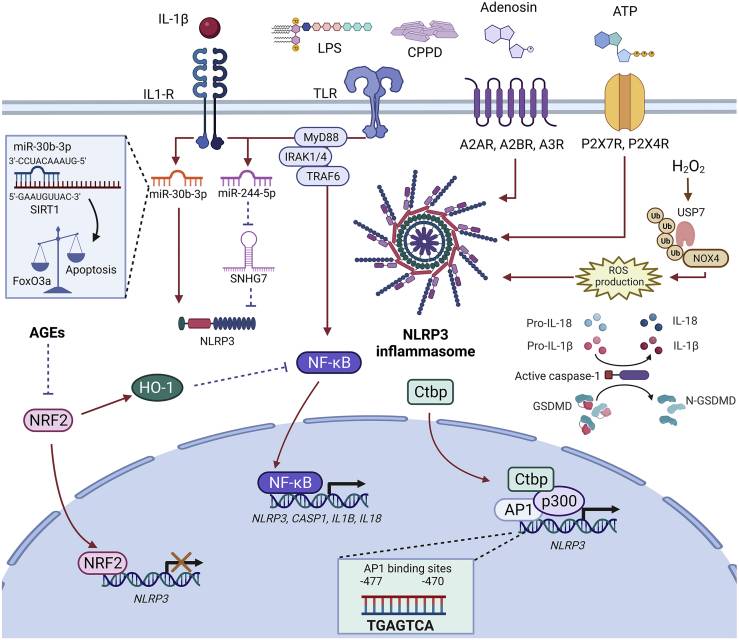 IL-1β
LPS
CPPD
Adenosin
ATP
IL1-R
TLR
MyD88
IRAK1/4
TRAF6
A2AR, A2BR, A3R
P2X7R, P2X4R
miR-30b-3p
3'-CCUACAAAUG-5'
5'-GAAUGUUAC-3'
SIRT1
FoxO3a
Apoptosis
miR-30b-3p
miR-244-5p
SNHG7
NLRP3
H₂O₂
USP7
Ub
Ub
Ub
Ub
NOX4
ROS
production
NLRP3
inflammasome
Pro-IL-18
IL-18
Pro-IL-1β
IL-1β
Active caspase-1
GSDMD
N-GSDMD
AGEs
NRF2
HO-1
NF-κB
Ctbp
NF-κB
NLRP3, CASP1, IL1B, IL18
Ctbp
AP1
p300
NLRP3
NRF2
NLRP3
AP1 binding sites
-477
-470
TGAGTCA